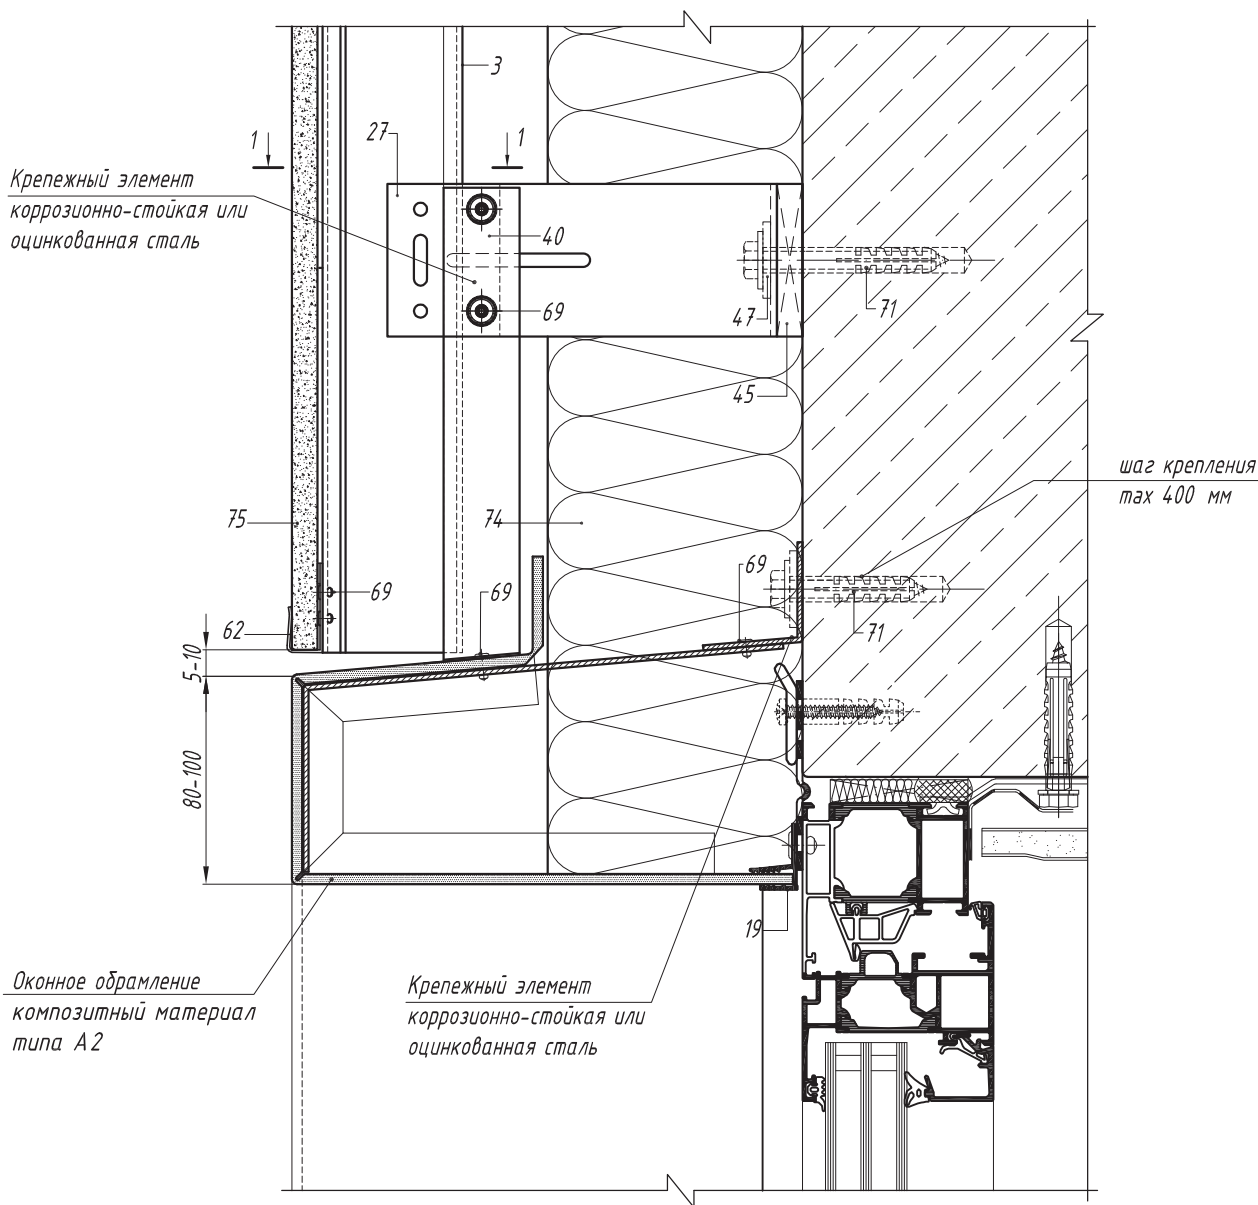 3
1
27
1
Крепежный элемент
коррозионно-стойкая или
оцинкованная сталь
40
69
47
71
45
шаг крепления
max 400 мм
75
74
69
69
69
62
71
5-10
80-100
19
Оконное обрамление
композитный материал
типа А2
Крепежный элемент
коррозионно-стойкая или
оцинкованная сталь